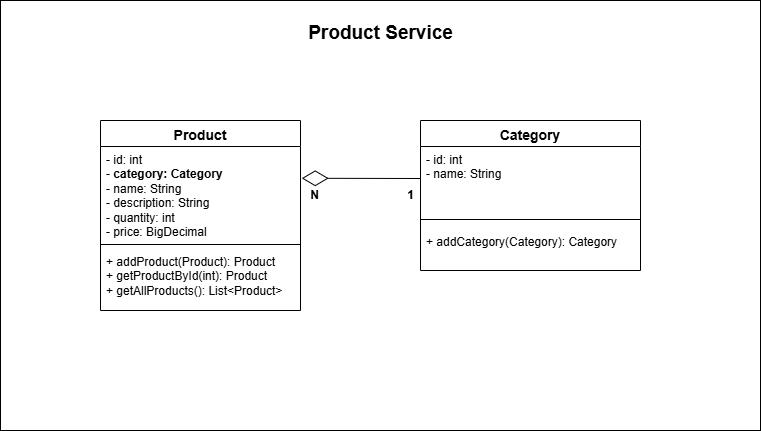 Product Service
Product
- id: int
- category: Category
- name: String
- description: String
- quantity: int
- price: BigDecimal
+ addProduct(Product): Product
+ getProductById(int): Product
+ getAllProducts(): List<Product>
N
1
Category
- id: int
- name: String
+ addCategory(Category): Category